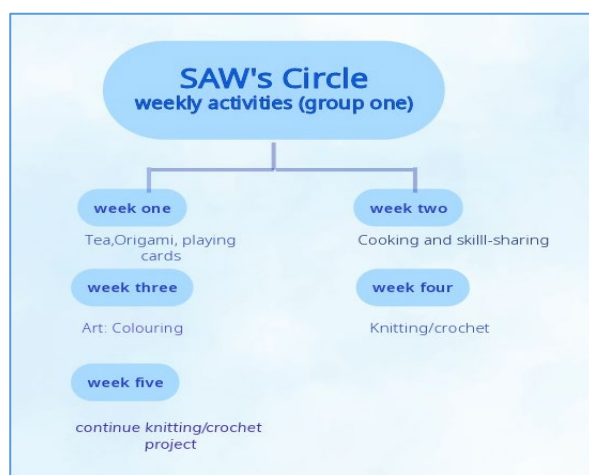 SAW's Circle
weekly activities (group one)
week one
Tea,Origami, playing
cards
week two
Cooking and skilll-sharing
week three
Art: Colouring
week four
Knitting/crochet
week five
continue knitting/crochet
project